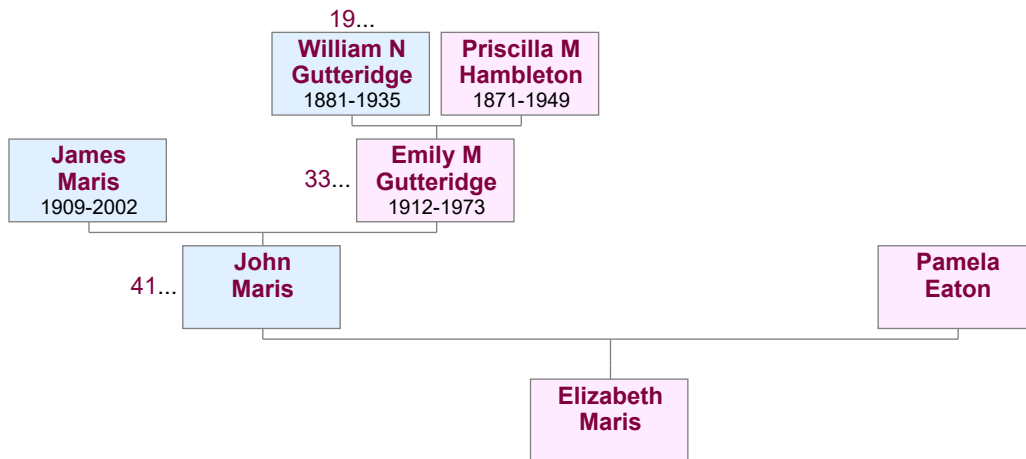 19...
William N
Gutteridge
1881-1935
Priscilla M
Hambleton
1871-1949
James
Maris
1909-2002
33...
Emily M
Gutteridge
1912-1973
41...
John
Maris
Pamela
Eaton
Elizabeth
Maris